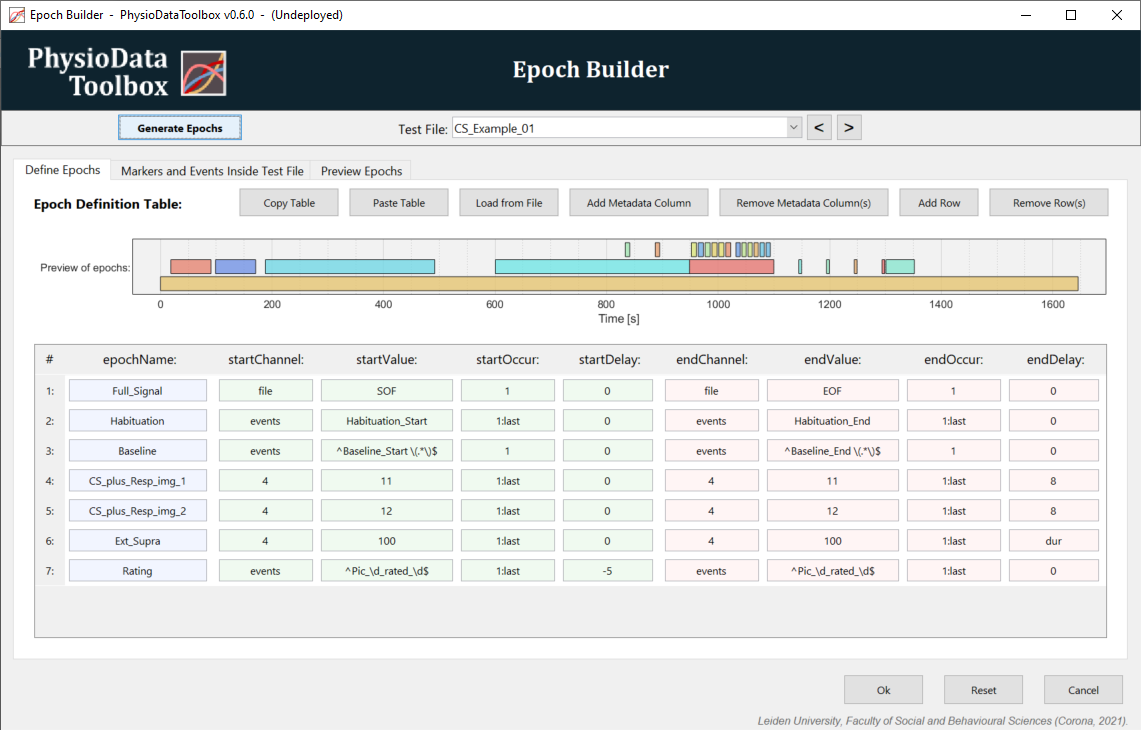 Epoch Builder - PhysioDataToolbox v0.6.0 - (Undeployed)
PhysioData
Toolbox
Epoch Builder
Generate Epochs
Test File: CS_Example_01 < >
Define Epochs Markers and Events Inside Test File Preview Epochs
Epoch Definition Table: Copy Table Paste Table Load from File Add Metadata Column Remove Metadata Column(s) Add Row Remove Row(s)
Preview of epochs:
0 200 400 600 800 1000 1200 1400 1600
Time [s]
# epochName: startChannel: startValue: startOccur: startDelay: endChannel: endValue: endOccur: endDelay:
1: Full_Signal file SOF 1 0 file EOF 1 0
2: Habituation events Habituation_Start 1:last 0 events Habituation_End 1:last 0
3: Baseline events ^Baseline_Start \(.*\)$ 1 0 events ^Baseline_End \(.*\)$ 1 0
4: CS_plus_Resp_img_1 4 11 1:last 0 4 11 1:last 8
5: CS_plus_Resp_img_2 4 12 1:last 0 4 12 1:last 8
6: Ext_Supra 4 100 1:last 0 4 100 1:last dur
7: Rating events ^Pic_\d_rated_\d$ 1:last -5 events ^Pic_\d_rated_\d$ 1:last 0
Ok Reset Cancel
Leiden University, Faculty of Social and Behavioural Sciences (Corona, 2021).